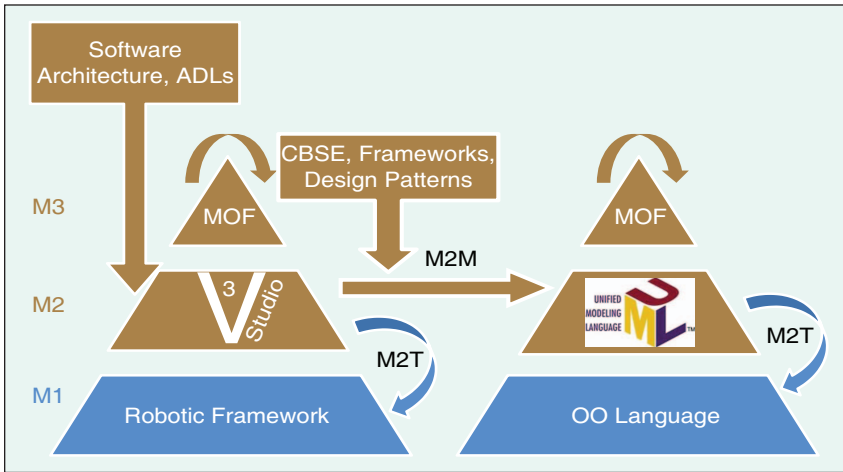 Software
Architecture, ADLs
CBSE, Frameworks,
Design Patterns
M3
MOF
MOF
M2M
M2
3
V
Studio
UNIFIED
MODELING
LANGUAGE
UML
TM
M2T
M2T
M1
Robotic Framework
OO Language